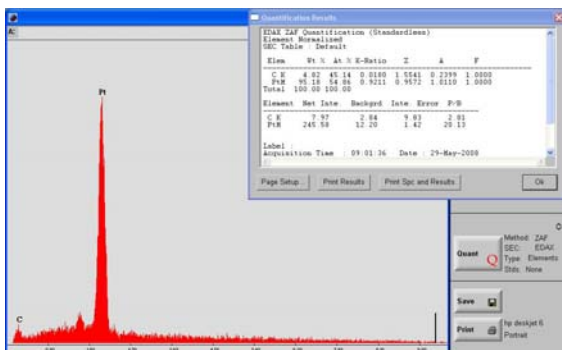 A:
Pt
C
Quantification Results
EDAX ZAF Quantification (Standardless)
Element Normalized
SEC Table : Default
Elem Wt % At % K-Ratio Z A F
C K 4.82 45.14 0.0180 1.5541 0.2399 1.0000
PtM 95.18 54.86 0.9211 0.9572 1.0110 1.0000
Total 100.00 100.00
Element Net Inte. Backgrd Inte. Error P/B
C K 7.97 2.84 9.83 2.81
PtM 245.58 12.20 1.42 20.13
Label :
Acquisition Time : 09:01:36 Date : 29-May-2008
Page Setup... Print Results Print Spc and Results Ok
Quant Q
Method: ZAF
SEC: EDAX
Type: Elements
Stds: None
Save
Print
hp deskjet 6
Portrait